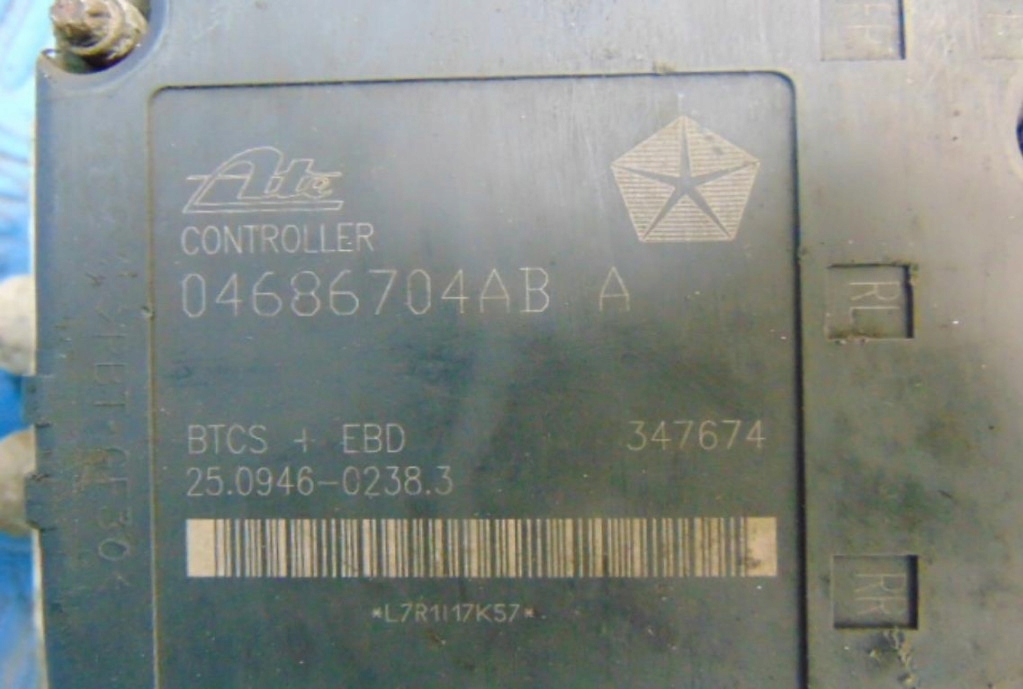 Ate
CONTROLLER
04686704AB A
BTCS + EBD 347674
25.0946-0238.3
*L7R1I17K57*
RL
RR